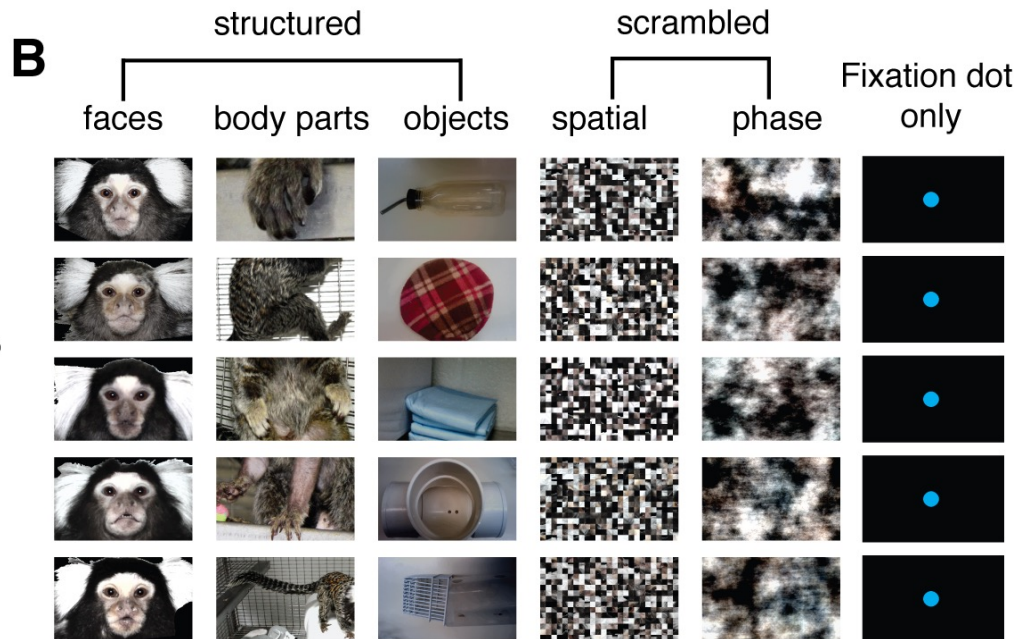 B
structured
scrambled
Fixation dot
only
faces
body parts
objects
spatial
phase